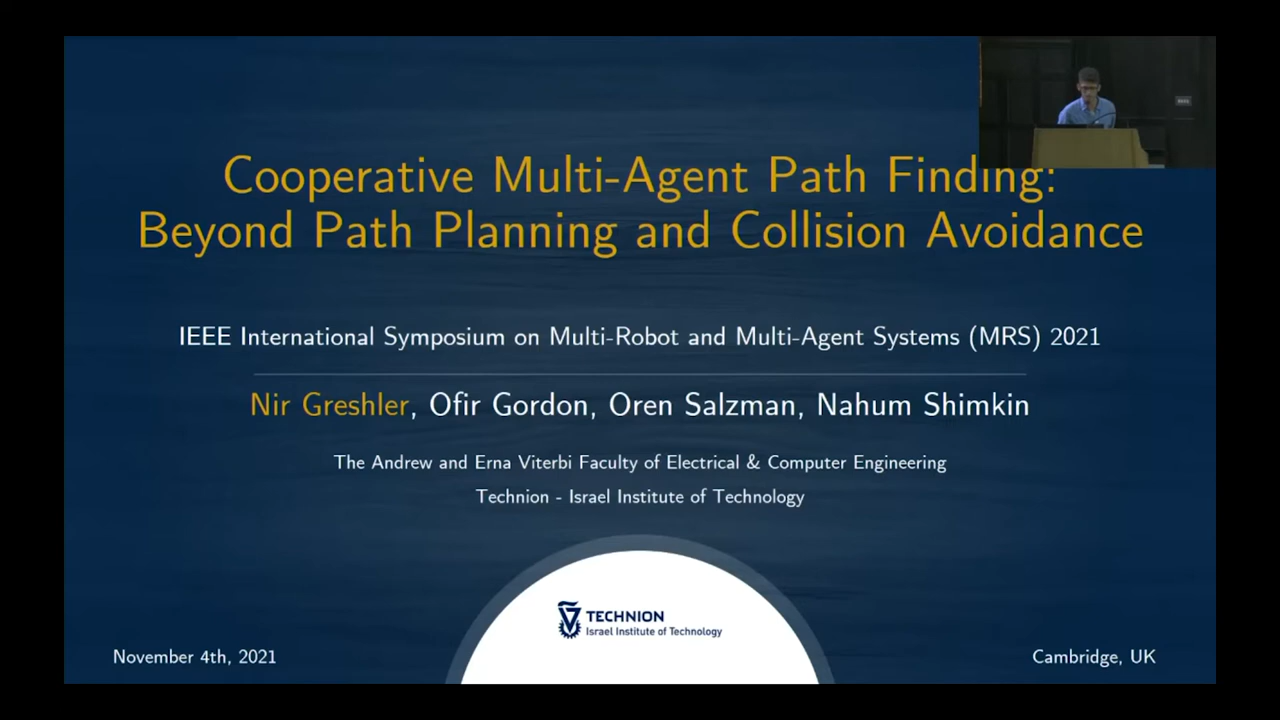 Cooperative Multi-Agent Path Finding:
Beyond Path Planning and Collision Avoidance
IEEE International Symposium on Multi-Robot and Multi-Agent Systems (MRS) 2021
Nir Greshler, Ofir Gordon, Oren Salzman, Nahum Shimkin
The Andrew and Erna Viterbi Faculty of Electrical & Computer Engineering
Technion - Israel Institute of Technology
TECHNION
Israel Institute of Technology
November 4th, 2021
Cambridge, UK